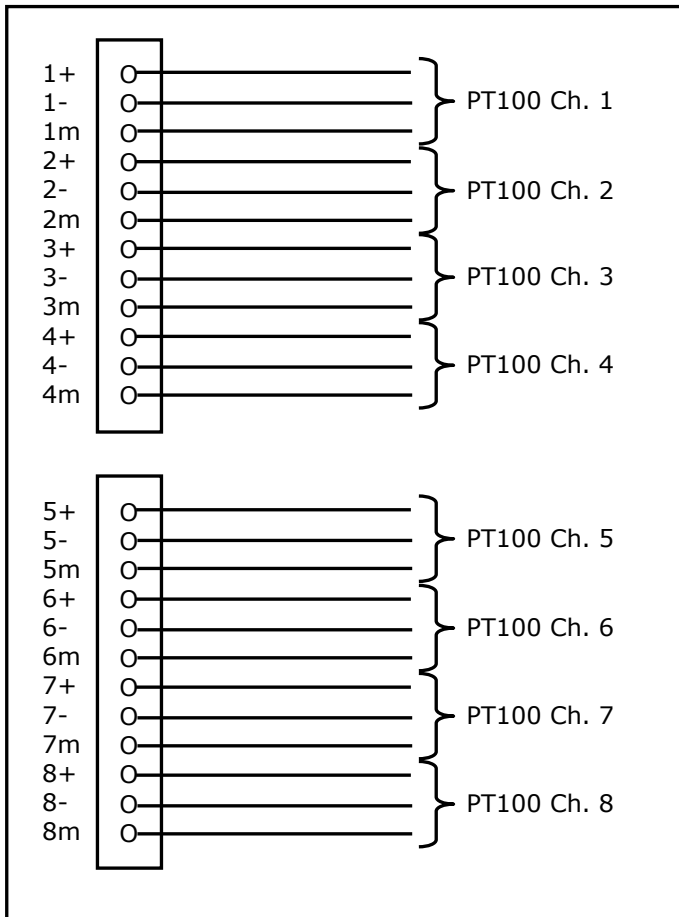 1+
1-
1m
PT100 Ch. 1
2+
2-
2m
PT100 Ch. 2
3+
3-
3m
PT100 Ch. 3
4+
4-
4m
PT100 Ch. 4
5+
5-
5m
PT100 Ch. 5
6+
6-
6m
PT100 Ch. 6
7+
7-
7m
PT100 Ch. 7
8+
8-
8m
PT100 Ch. 8